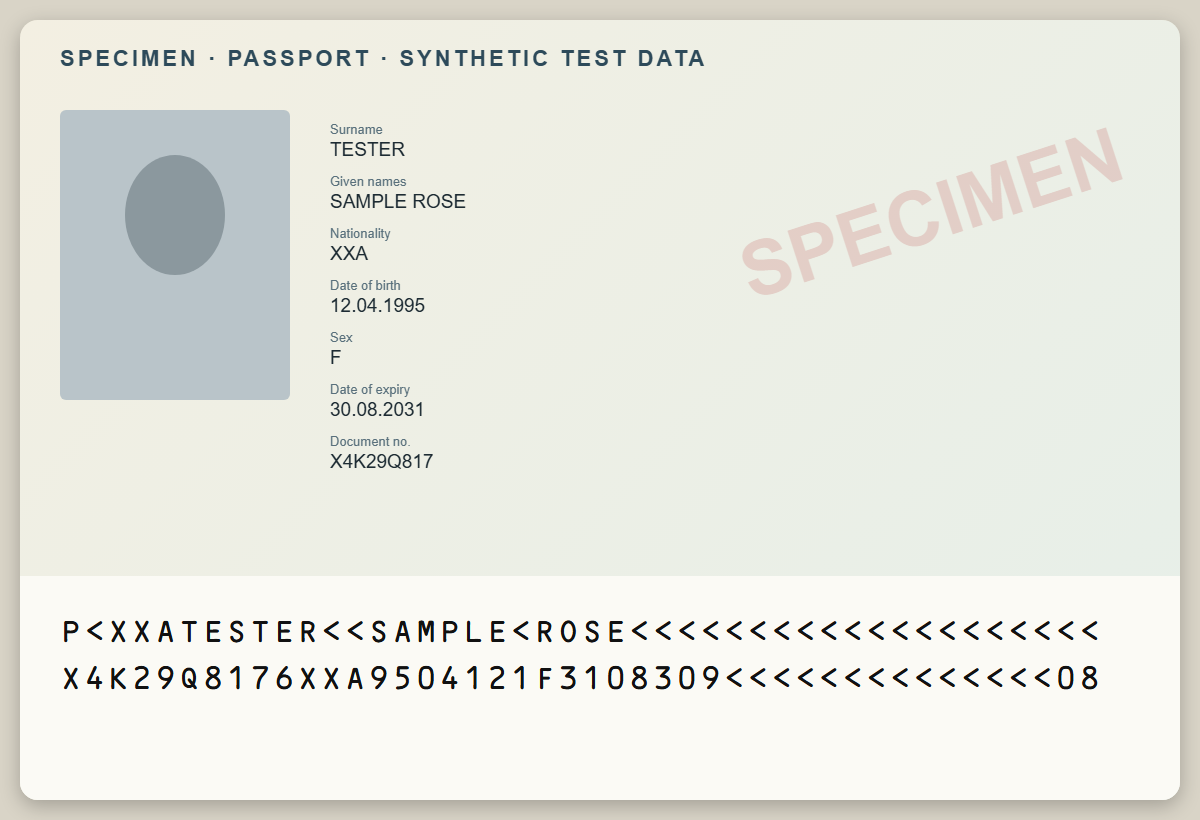 SPECIMEN · PASSPORT · SYNTHETIC TEST DATA
Surname
TESTER
Given names
SAMPLE ROSE
Nationality
XXA
Date of birth
12.04.1995
Sex
F
Date of expiry
30.08.2031
Document no.
X4K29Q817
SPECIMEN
P<XXATESTER<<SAMPLE<ROSE<<<<<<<<<<<<<<<<<<<<
X4K29Q8176XXA9504121F3108309<<<<<<<<<<<<<<08